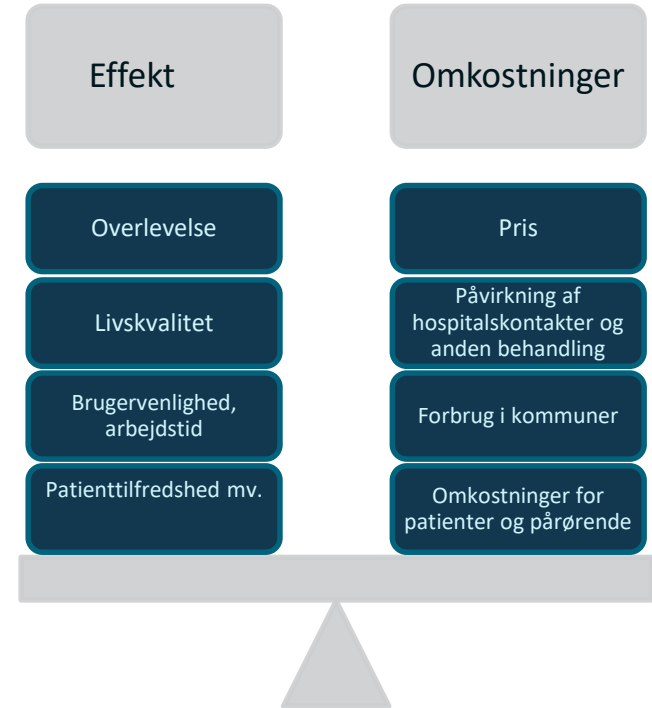 Effekt
Omkostninger
Overlevelse
Livskvalitet
Brugervenlighed,
arbejdstid
Patienttilfredshed mv.
Pris
Påvirkning af
hospitalskontakter og
anden behandling
Forbrug i kommuner
Omkostninger for
patienter og pårørende